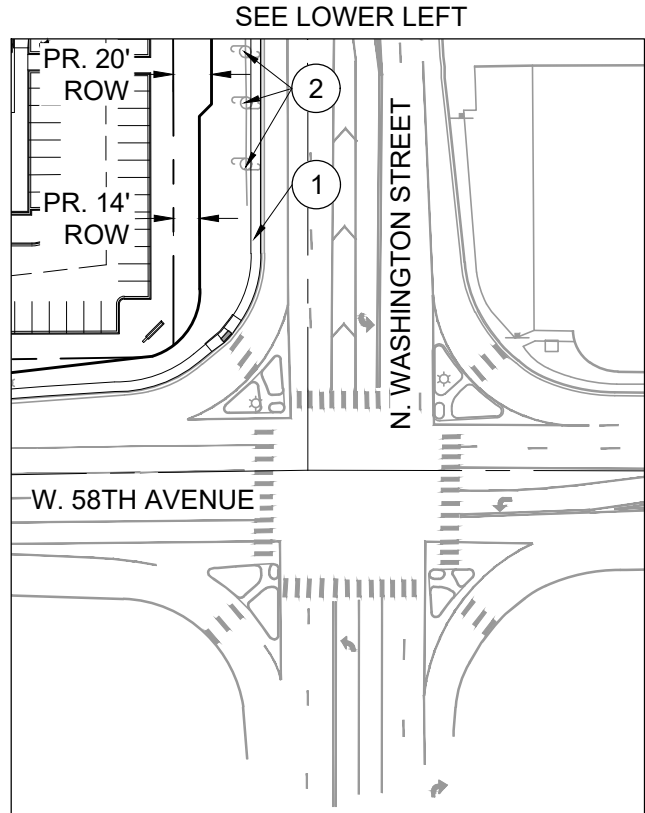 SEE LOWER LEFT
PR. 20'
ROW
2
1
PR. 14'
ROW
N. WASHINGTON STREET
W. 58TH AVENUE